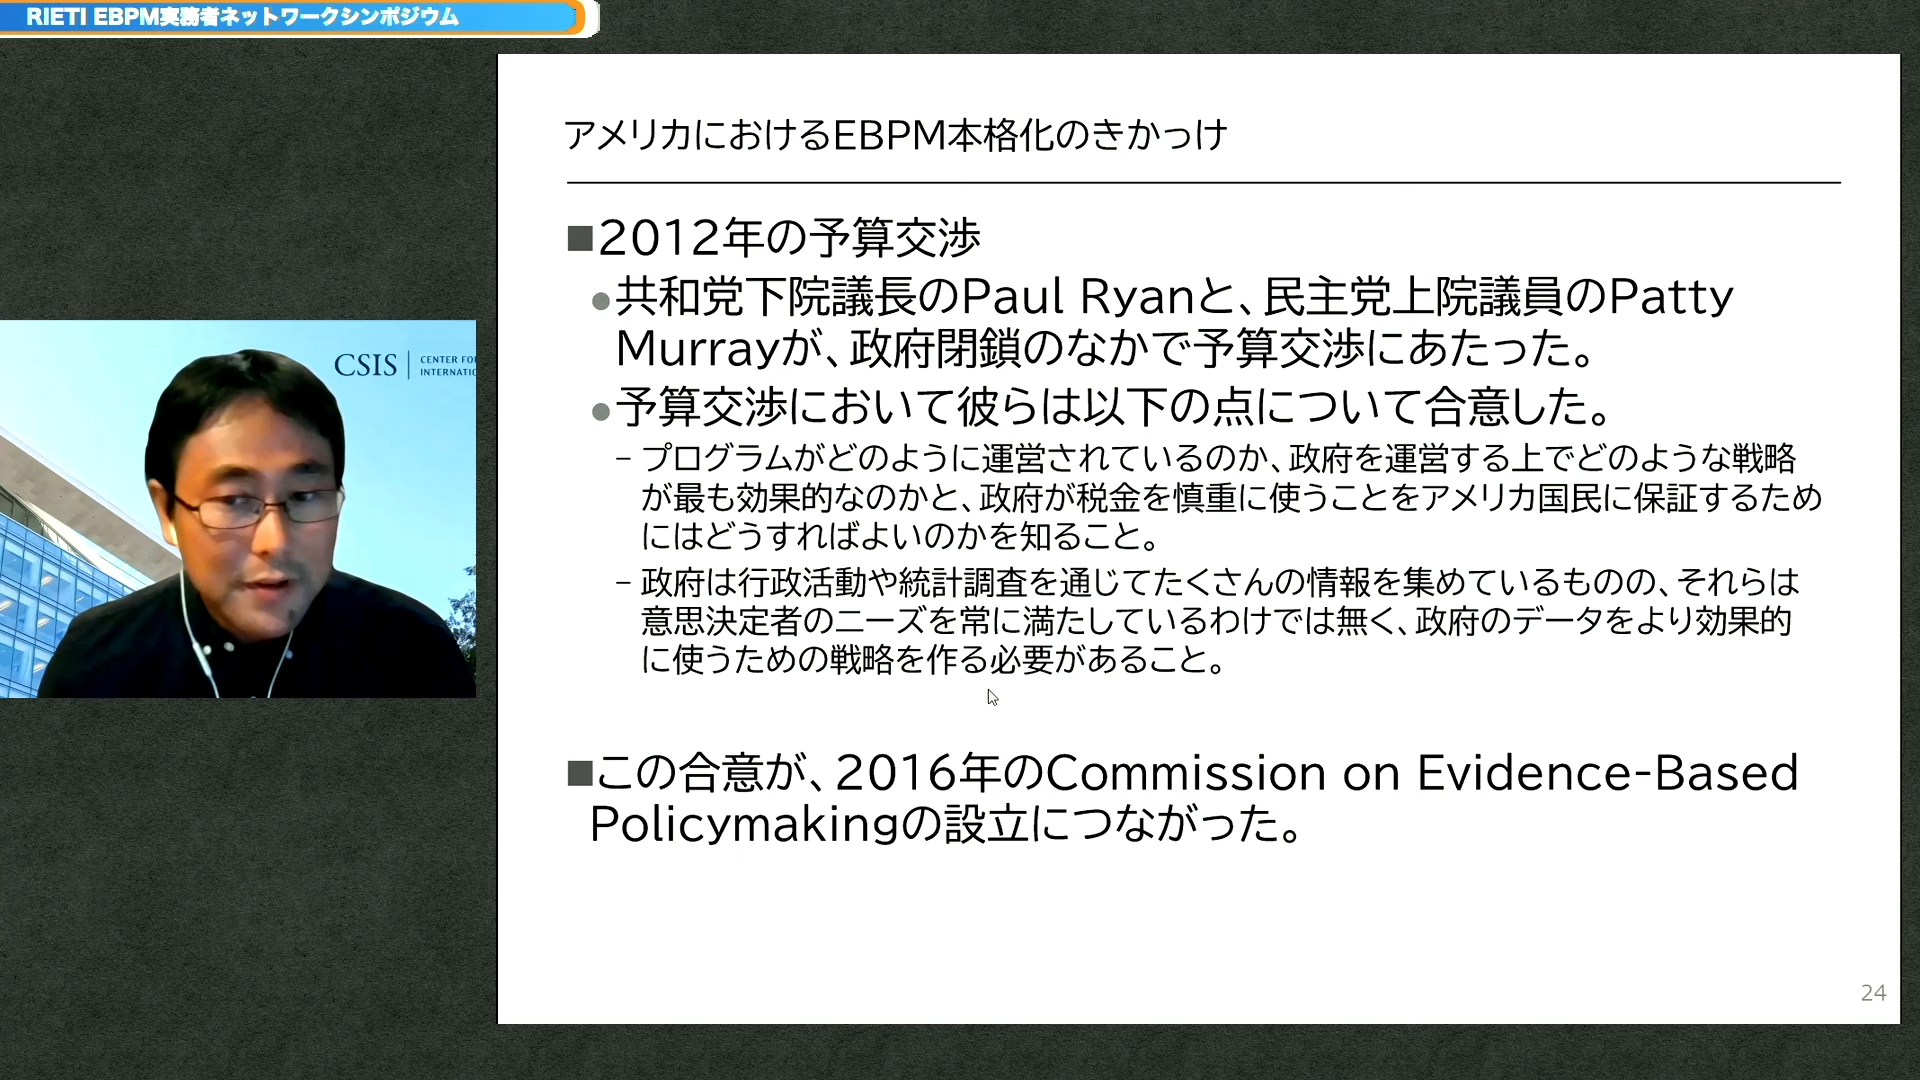 RIETI EBPM実務者ネットワークシンポジウム
アメリカにおけるEBPM本格化のきかっけ
■2012年の予算交渉
●共和党下院議長のPaul Ryanと、民主党上院議員のPatty
Murrayが、政府閉鎖のなかで予算交渉にあたった。
●予算交渉において彼らは以下の点について合意した。
– プログラムがどのように運営されているのか、政府を運営する上でどのような戦略
が最も効果的なのかと、政府が税金を慎重に使うことをアメリカ国民に保証するため
にはどうすればよいのかを知ること。
– 政府は行政活動や統計調査を通じてたくさんの情報を集めているものの、それらは
意思決定者のニーズを常に満たしているわけでは無く、政府のデータをより効果的
に使うための戦略を作る必要があること。
■この合意が、2016年のCommission on Evidence-Based
Policymakingの設立につながった。
24
CSIS
CENTER FO
INTERNATIO